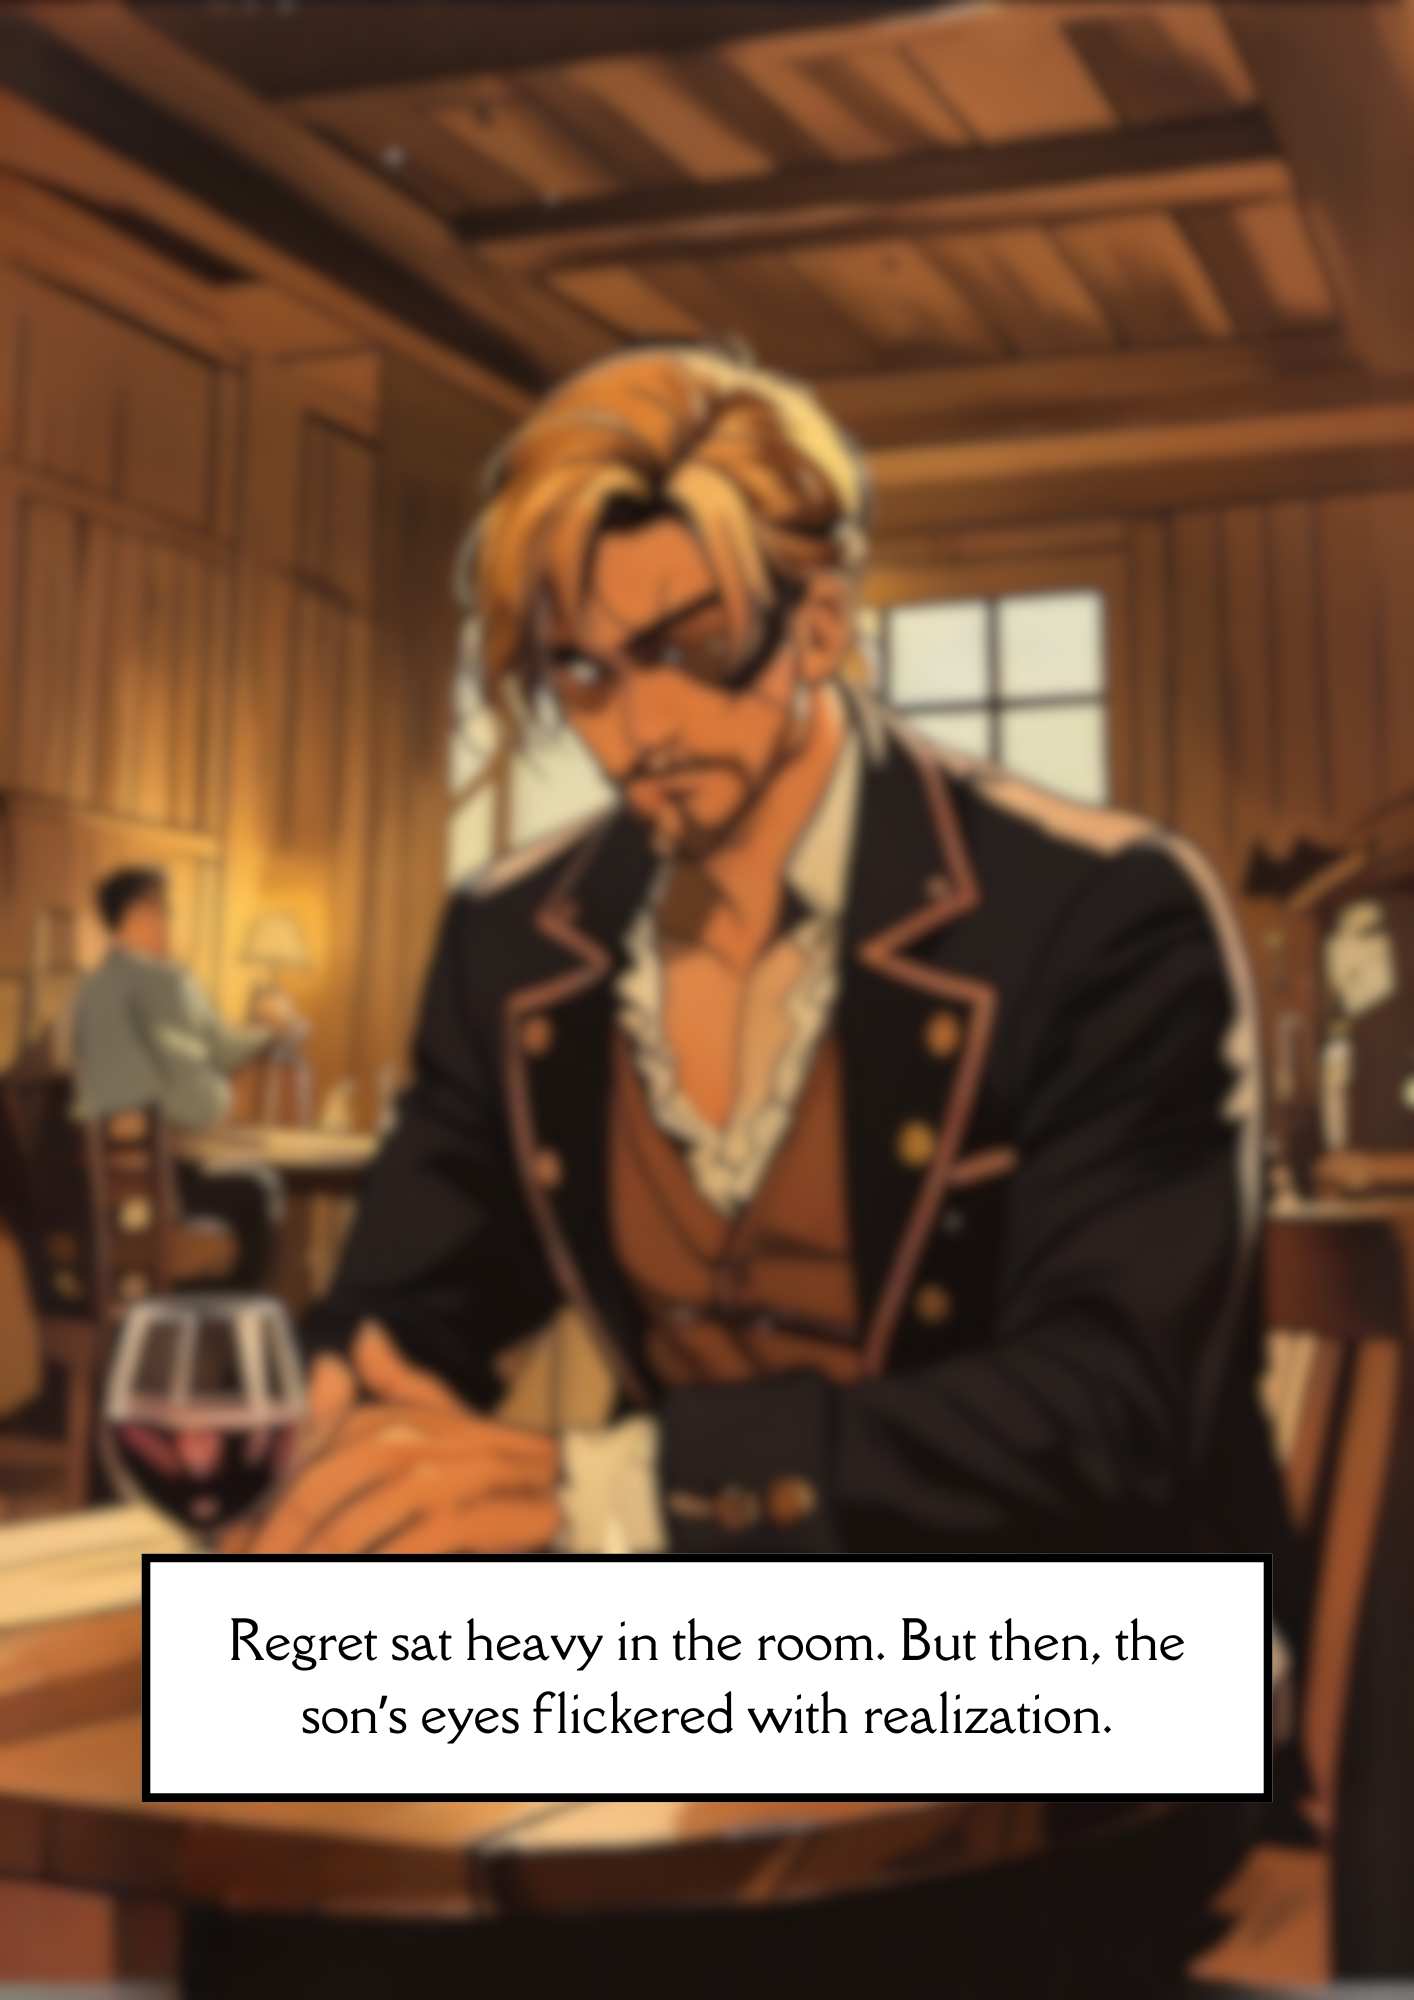 Regret sat heavy in the room. But then, the
son's eyes flickered with realization.